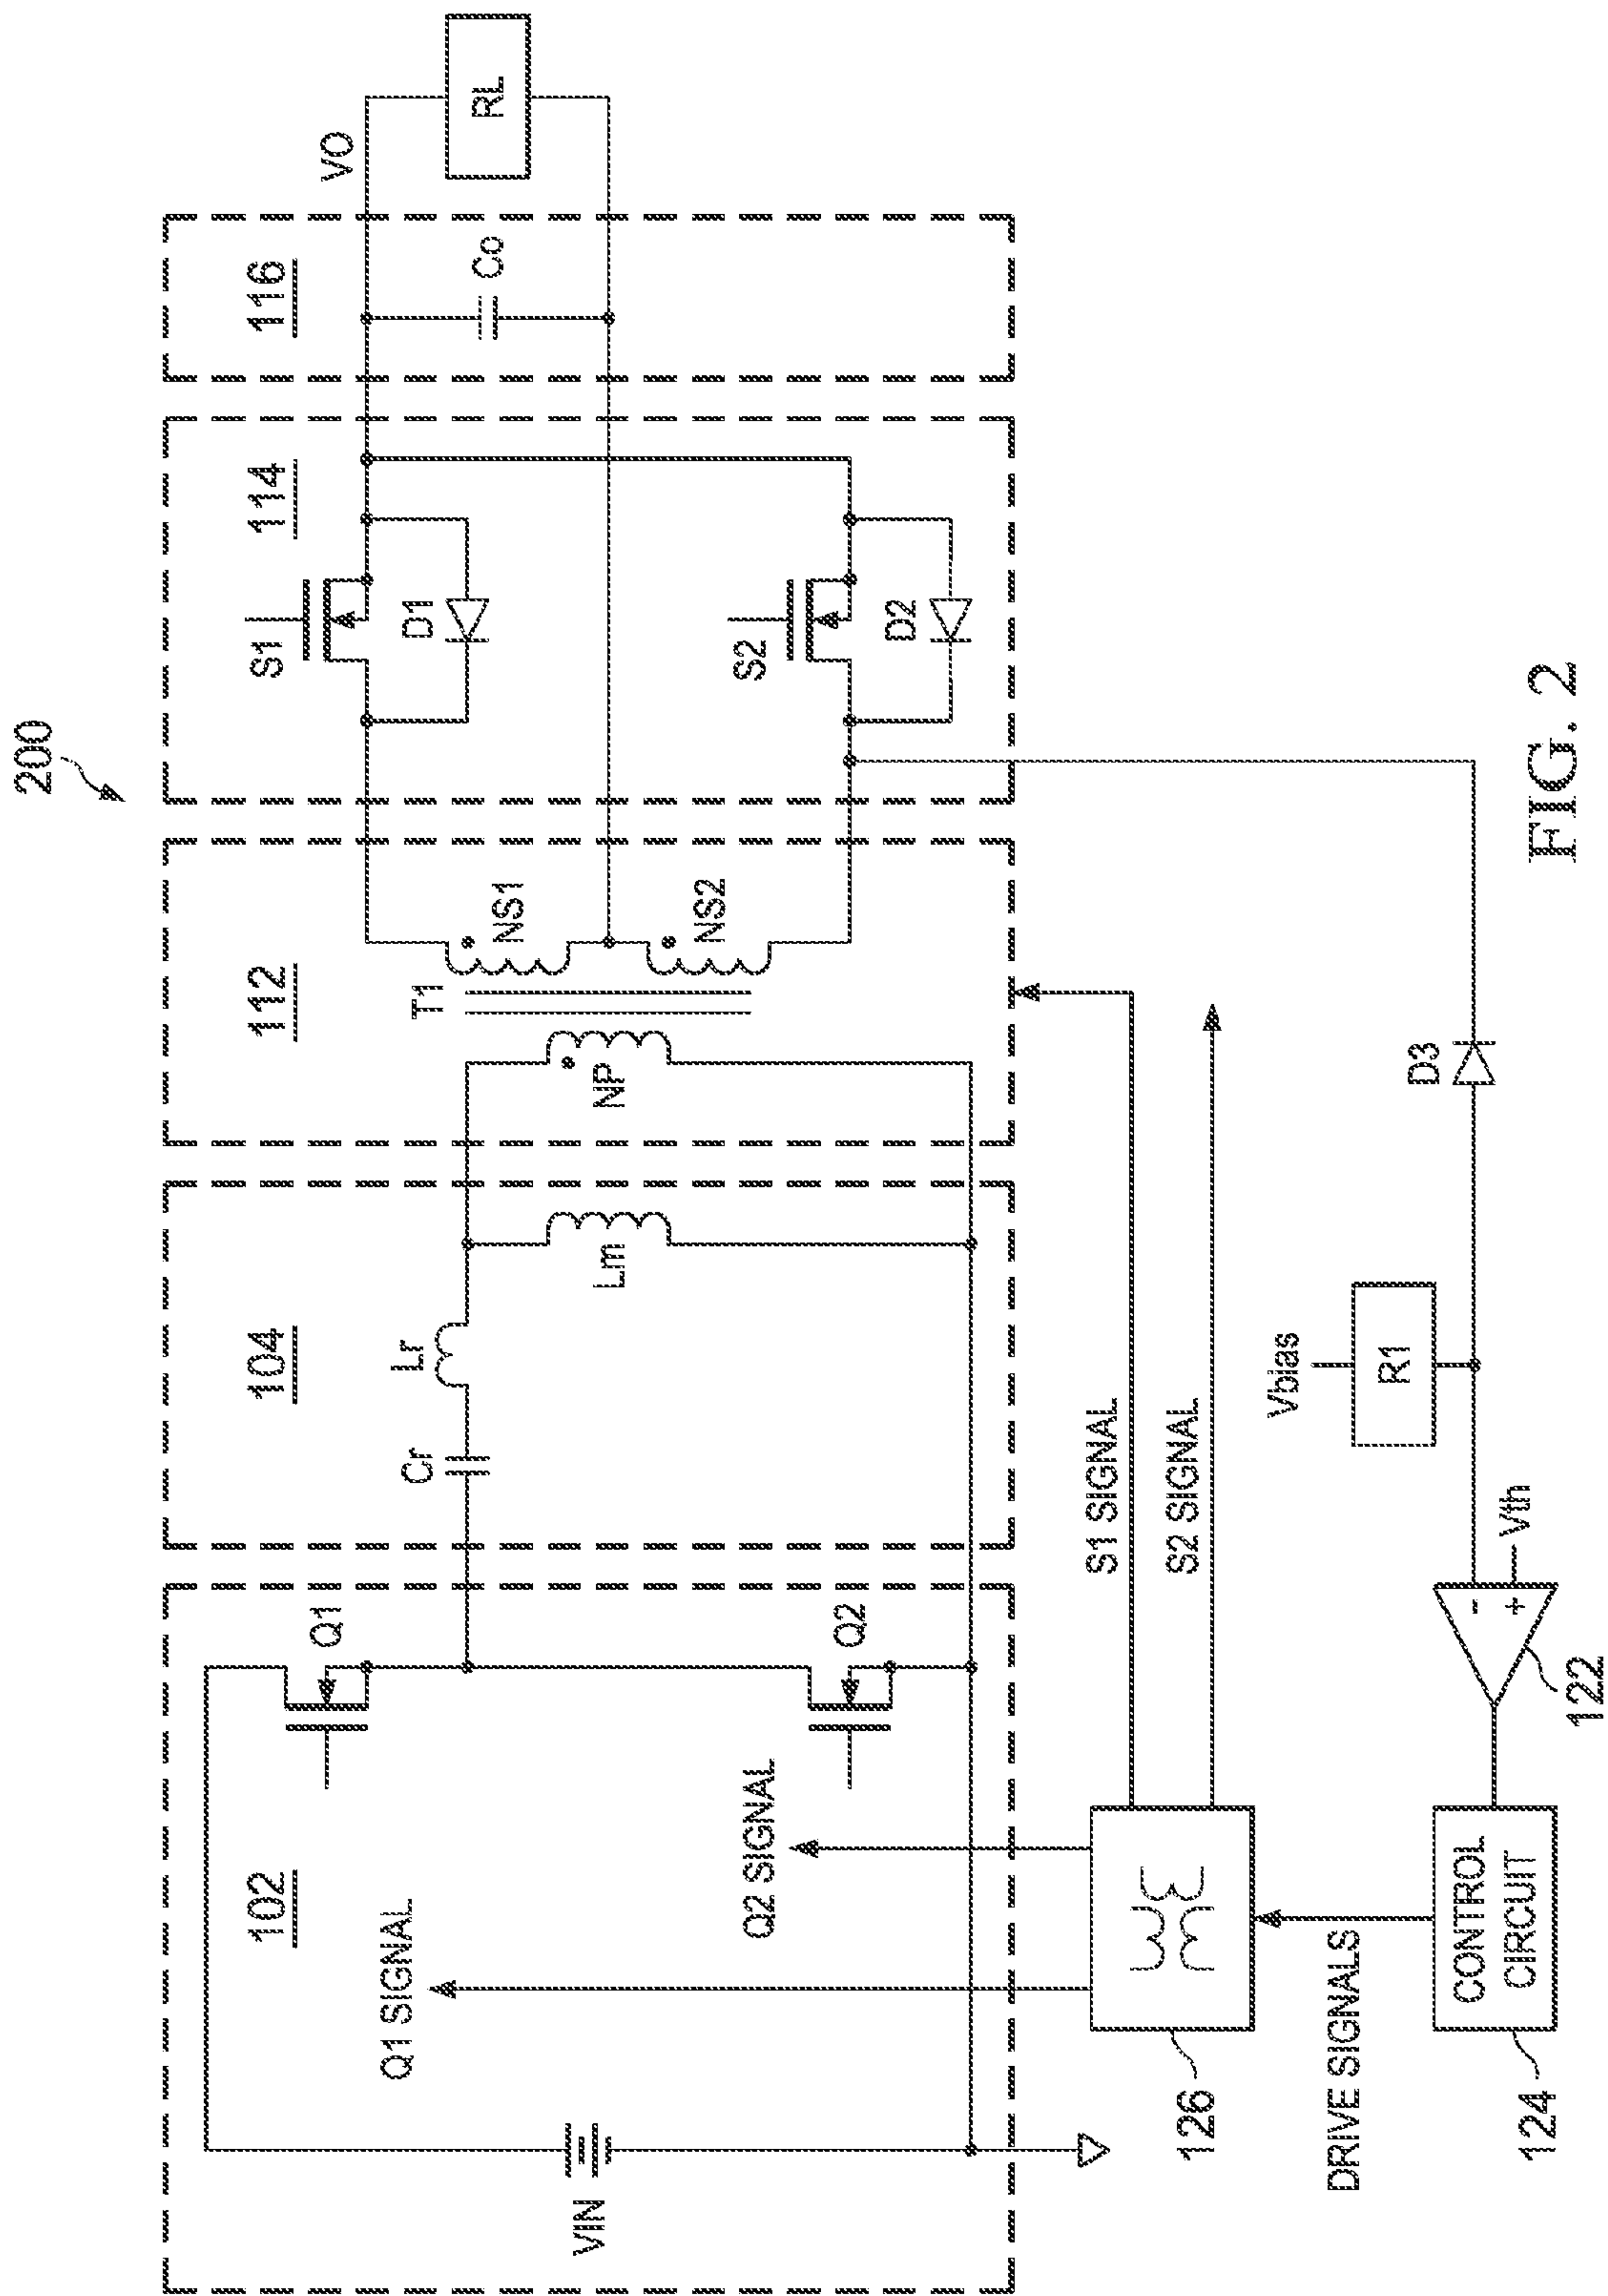 200
102
Q1
Q1 SIGNAL
Q2
Q2 SIGNAL
VIN
104
Cr
Lr
Lm
112
T1
NP
NS1
NS2
114
S1
D1
S2
D2
116
Co
VO
RL
S1 SIGNAL
S2 SIGNAL
126
DRIVE SIGNALS
CONTROL
CIRCUIT
124
-
+
122
Vth
Vbias
R1
D3
FIG. 2